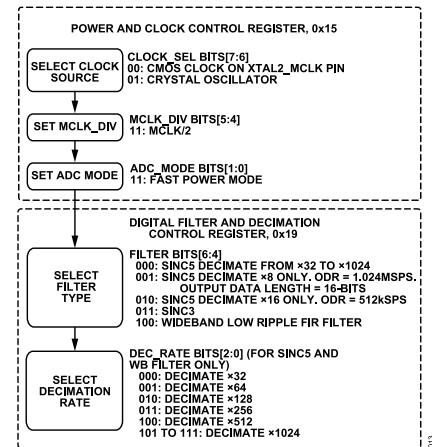 POWER AND CLOCK CONTROL REGISTER, 0x15
SELECT CLOCK
SOURCE
CLOCK_SEL BITS[7:6]
00: CMOS CLOCK ON XTAL2_MCLK PIN
01: CRYSTAL OSCILLATOR
SET MCLK_DIV
MCLK_DIV BITS[5:4]
11: MCLK/2
SET ADC MODE
ADC_MODE BITS[1:0]
11: FAST POWER MODE
DIGITAL FILTER AND DECIMATION
CONTROL REGISTER, 0x19
SELECT
FILTER
TYPE
FILTER BITS[6:4]
000: SINC5 DECIMATE FROM ×32 TO ×1024
001: SINC5 DECIMATE ×8 ONLY. ODR = 1.024MSPS.
OUTPUT DATA LENGTH = 16-BITS
010: SINC5 DECIMATE ×16 ONLY. ODR = 512kSPS
011: SINC3
100: WIDEBAND LOW RIPPLE FIR FILTER
SELECT
DECIMATION
RATE
DEC_RATE BITS[2:0] (FOR SINC5 AND
WB FILTER ONLY)
000: DECIMATE ×32
001: DECIMATE ×64
010: DECIMATE ×128
011: DECIMATE ×256
100: DECIMATE ×512
101 TO 111: DECIMATE ×1024